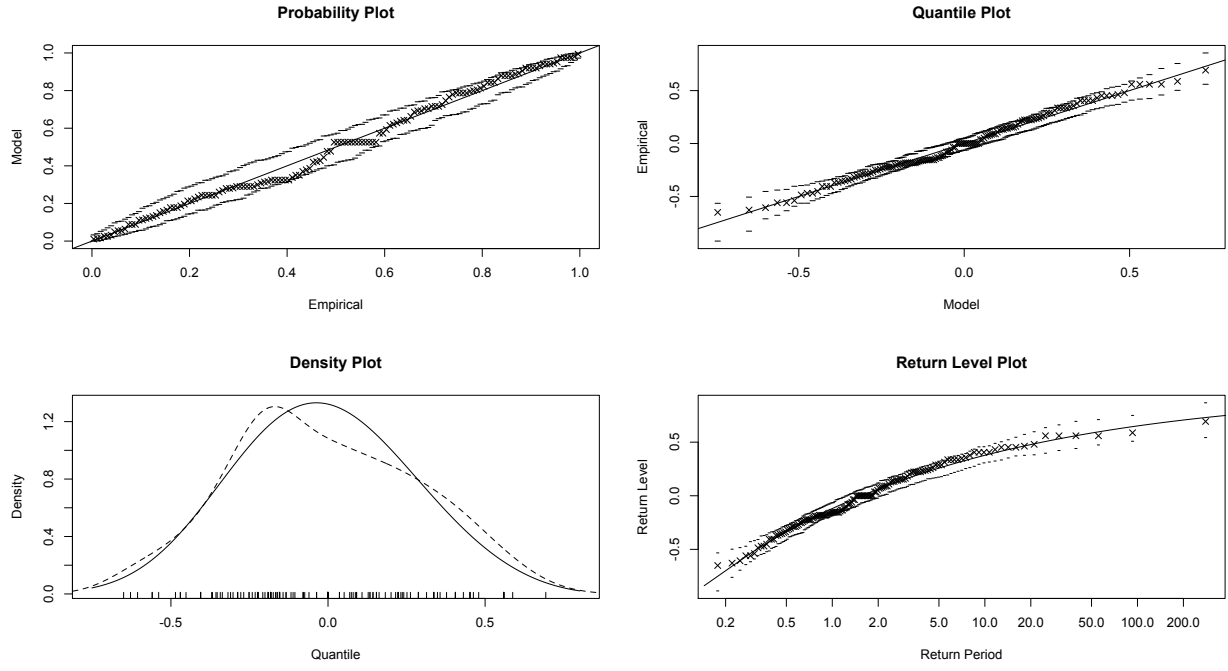 Probability Plot
Model
0.0 0.2 0.4 0.6 0.8 1.0
0.0 0.2 0.4 0.6 0.8 1.0
Empirical
Quantile Plot
Empirical
-0.5 0.0 0.5
-0.5 0.0 0.5
Model
Density Plot
Density
0.0 0.4 0.8 1.2
-0.5 0.0 0.5
Quantile
Return Level Plot
Return Level
-0.5 0.0 0.5
0.2 0.5 1.0 2.0 5.0 10.0 20.0 50.0 100.0 200.0
Return Period